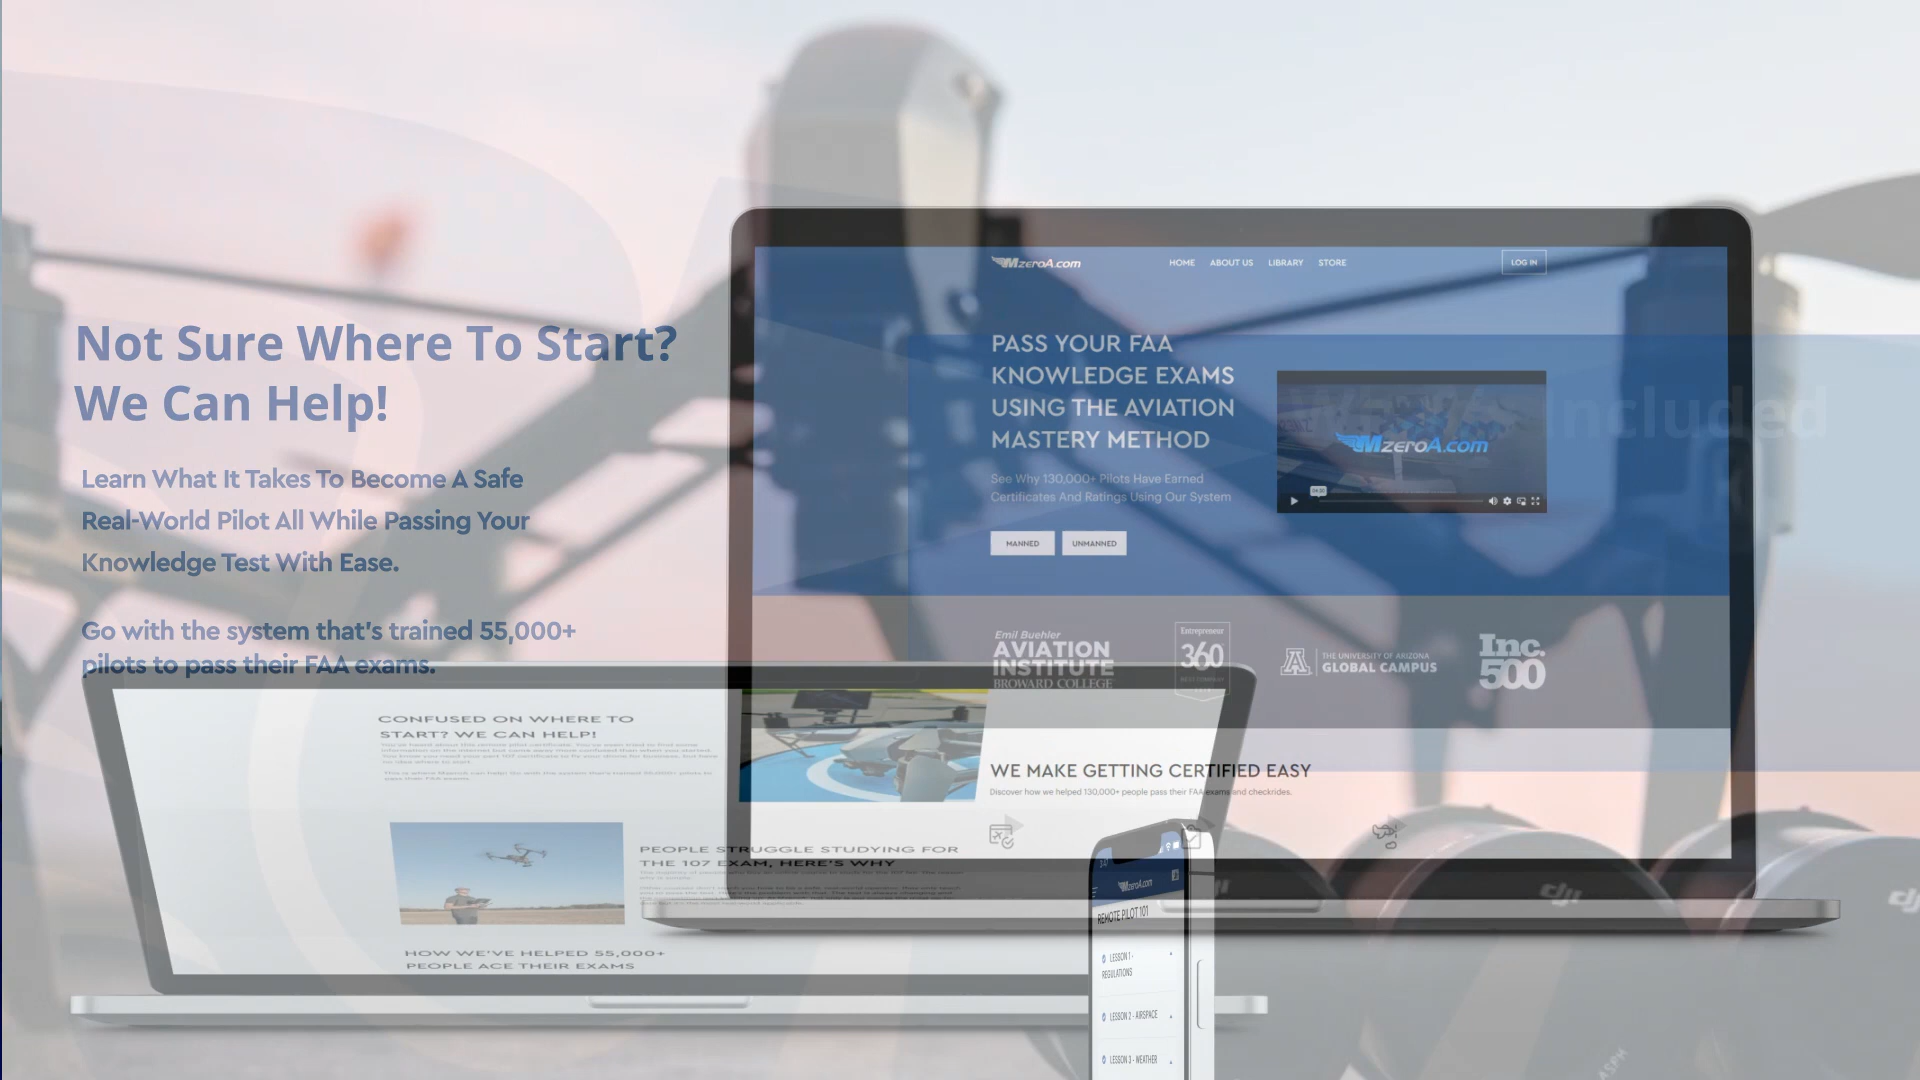 Not Sure Where To Start?
We Can Help!
Learn What It Takes To Become A Safe
Real-World Pilot All While Passing Your
Knowledge Test With Ease.
Go with the system that's trained 55,000+
pilots to pass their FAA exams.
MzeroA.com
HOME ABOUT US LIBRARY STORE
LOG IN
PASS YOUR FAA
KNOWLEDGE EXAMS
USING THE AVIATION
MASTERY METHOD
See Why 130,000+ Pilots Have Earned
Certificates And Ratings Using Our System
MANNED UNMANNED
MzeroA.com
Included
Emil Buehler
AVIATION
INSTITUTE
BROWARD COLLEGE
Entrepreneur
360
THE UNIVERSITY OF ARIZONA
GLOBAL CAMPUS
Inc.
500
WE MAKE GETTING CERTIFIED EASY
Discover how we helped 130,000+ people pass their FAA exams and checkrides.
CONFUSED ON WHERE TO
START? WE CAN HELP!
PEOPLE STRUGGLE STUDYING FOR
THE 107 EXAM, HERE'S WHY
HOW WE'VE HELPED 55,000+
PEOPLE ACE THEIR EXAMS
MzeroA.com
REMOTE PILOT 101
LESSON 1 -
REGULATIONS
LESSON 2 - AIRSPACE
LESSON 3 - WEATHER
dji
dji